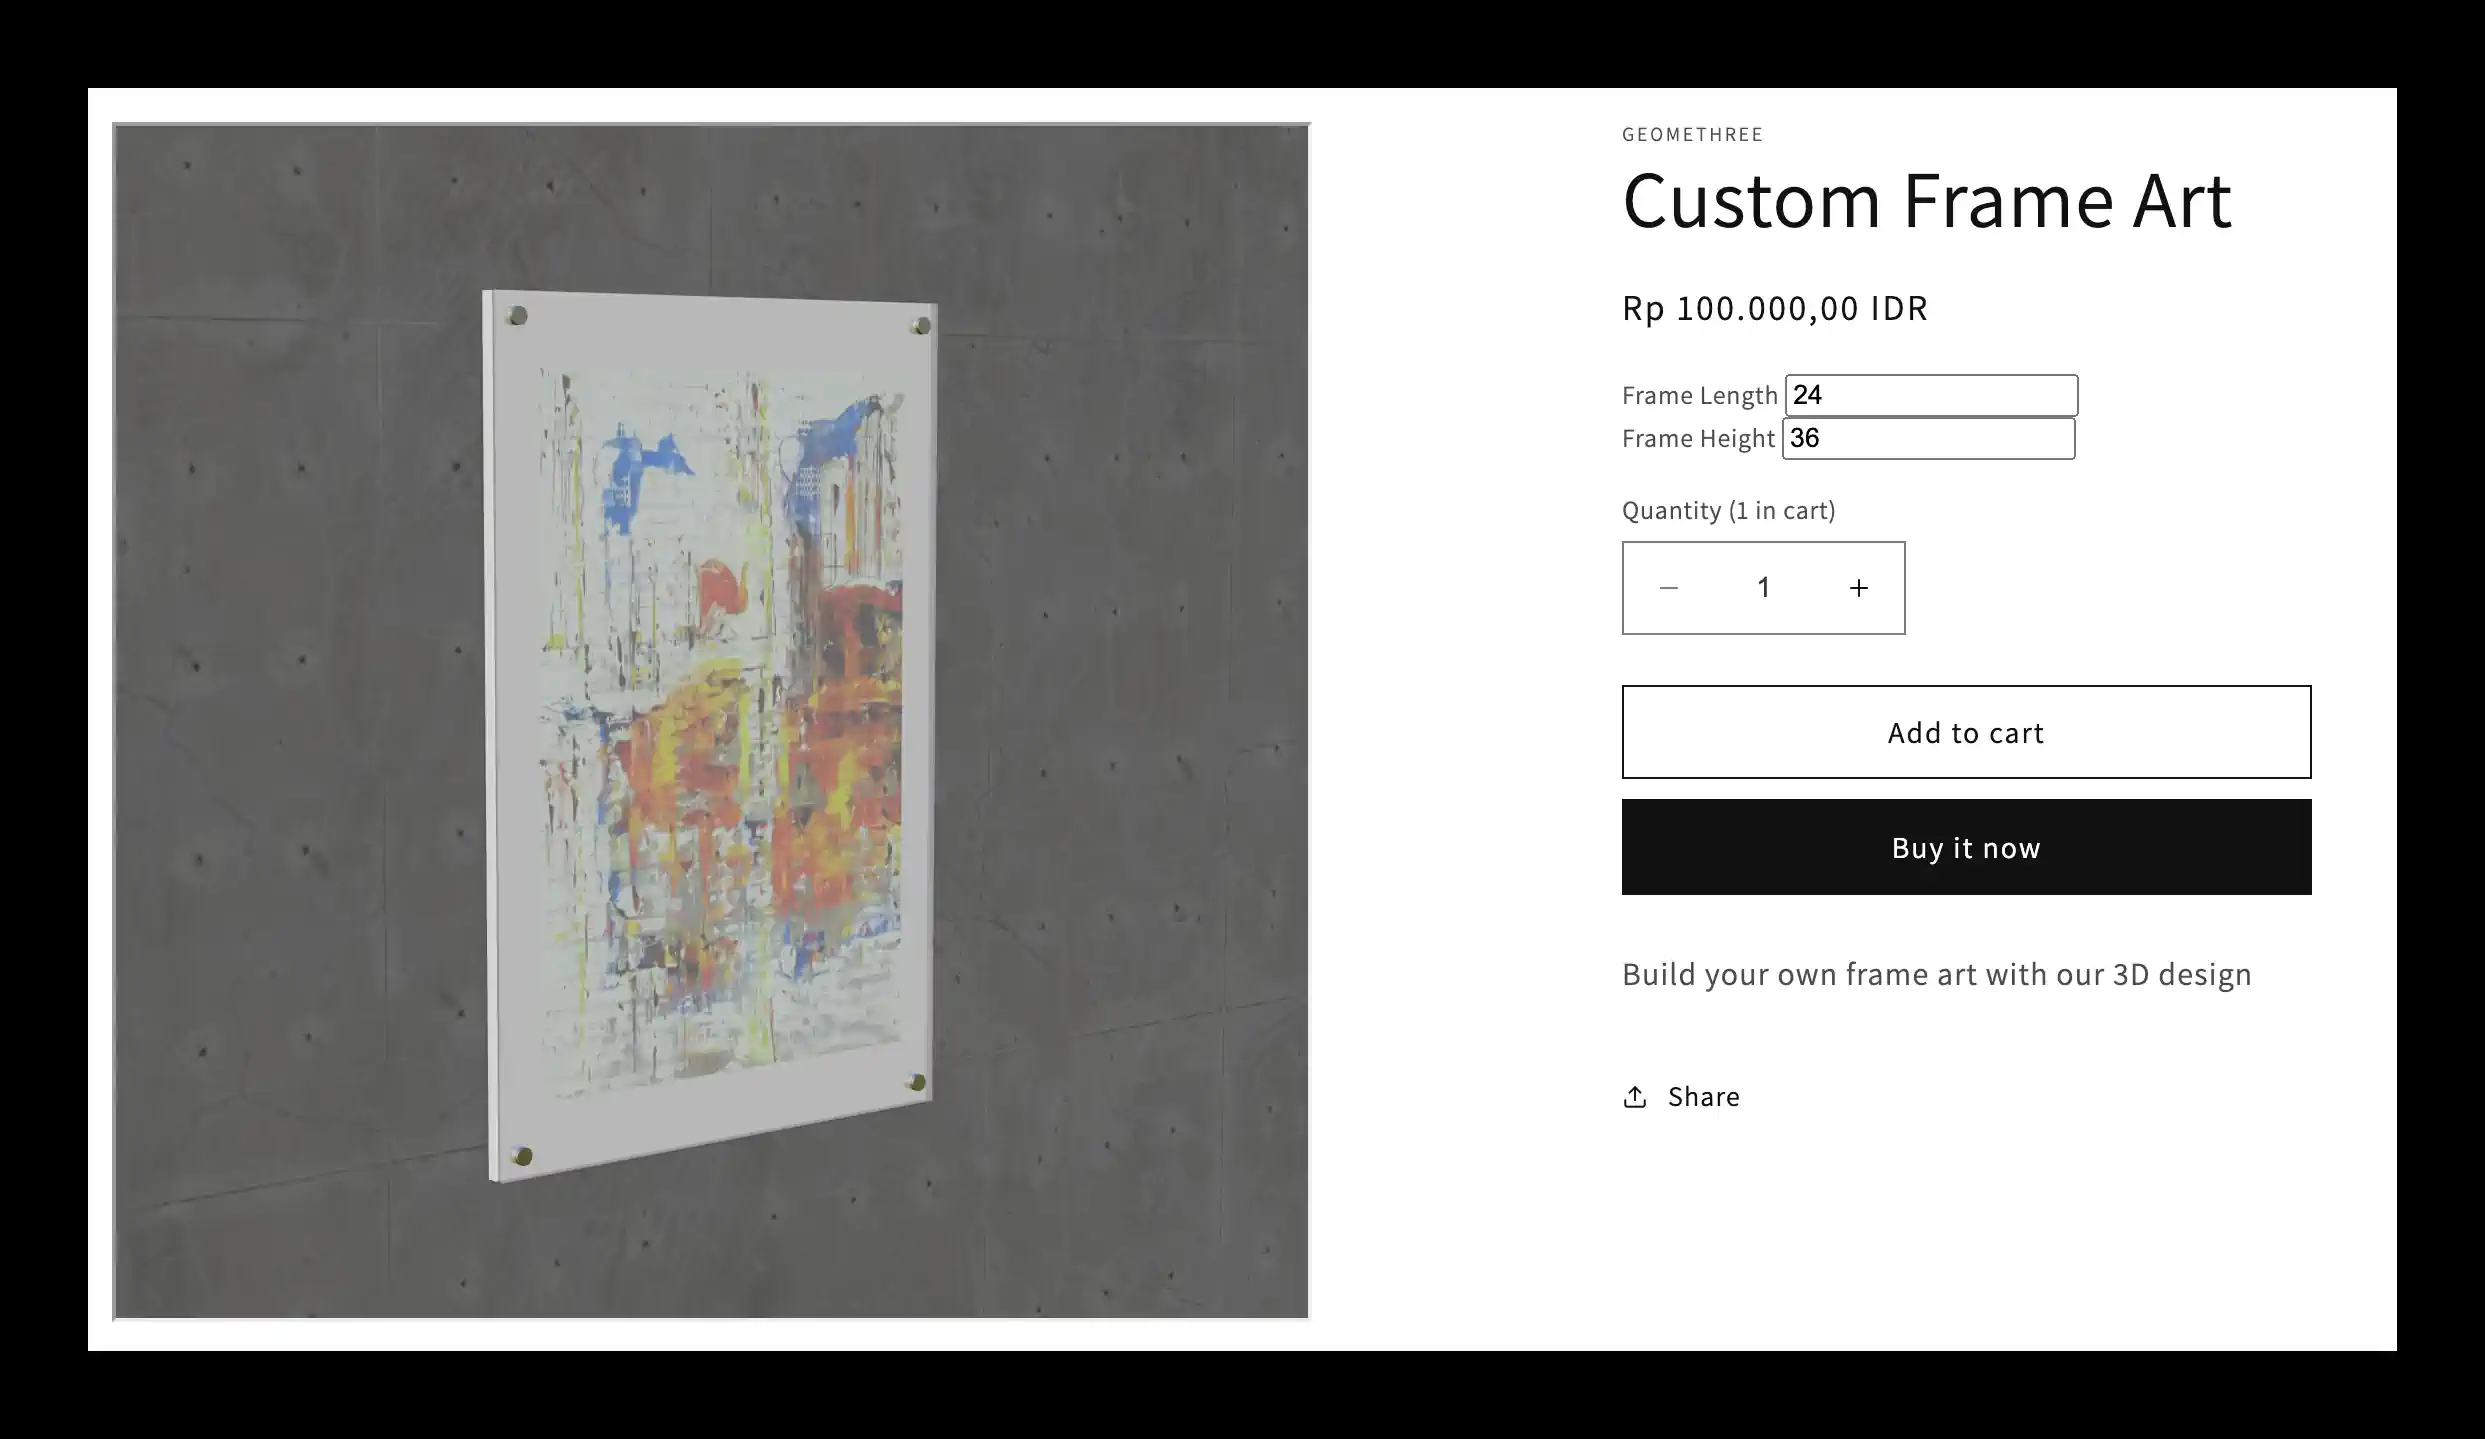 GEOMETHREE
Custom Frame Art
Rp 100.000,00 IDR
Frame Length 24
Frame Height 36
Quantity (1 in cart)
− 1 +
Add to cart
Buy it now
Build your own frame art with our 3D design
Share